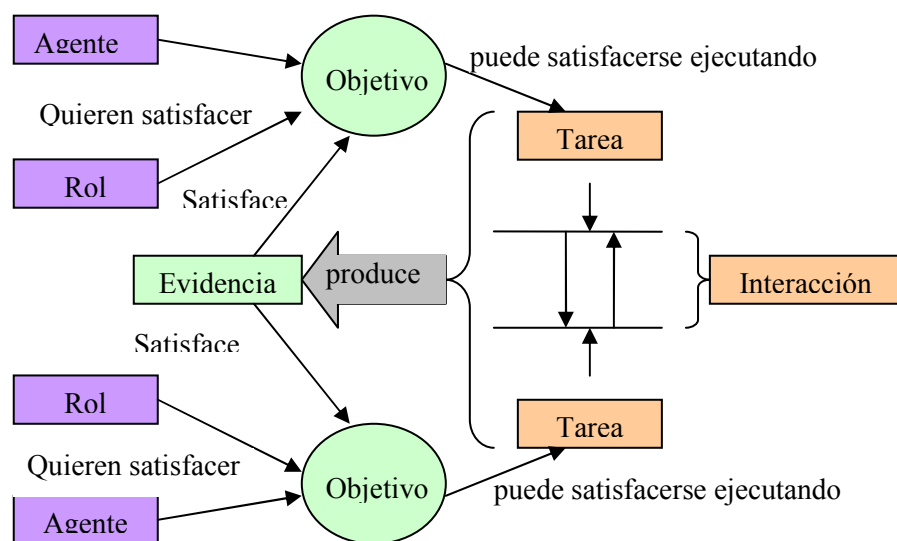 Agente
Objetivo
puede satisfacerse ejecutando
Quieren satisfacer
Tarea
Rol
Satisface
Evidencia
produce
Interacción
Satisface
Rol
Tarea
Quieren satisfacer
Objetivo
puede satisfacerse ejecutando
Agente